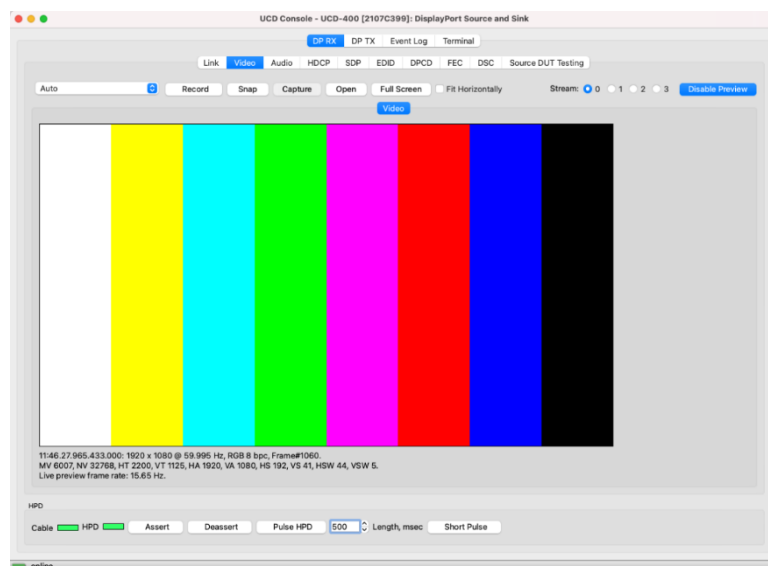 UCD Console - UCD-400 [2107C399]: DisplayPort Source and Sink
DP RX DP TX Event Log Terminal
Link Video Audio HDCP SDP EDID DPCD FEC DSC Source DUT Testing
Auto Record Snap Capture Open Full Screen Fit Horizontally Stream: 0 1 2 3 Disable Preview
Video
11:46.27.965.433.000: 1920 x 1080 @ 59.995 Hz, RGB 8 bpc, Frame#1060.
MV 6007, NV 32768, HT 2200, VT 1125, HA 1920, VA 1080, HS 192, VS 41, HSW 44, VSW 5.
Live preview frame rate: 15.65 Hz.
HPD
Cable HPD Assert Deassert Pulse HPD 500 Length, msec Short Pulse